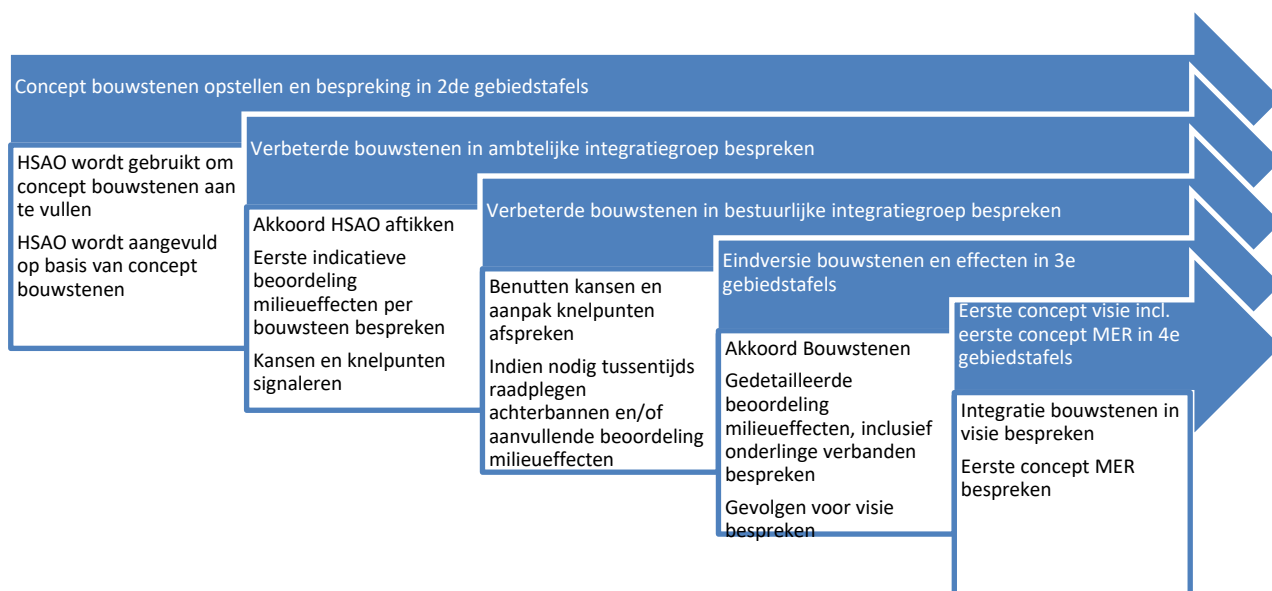 Concept bouwstenen opstellen en bespreking in 2de gebiedstafels
HSAO wordt gebruikt om
concept bouwstenen aan
te vullen
HSAO wordt aangevuld
op basis van concept
bouwstenen
Verbeterde bouwstenen in ambtelijke integratiegroep bespreken
Akkoord HSAO aftikken
Eerste indicatieve
beoordeling
milieueffecten per
bouwsteen bespreken
Kansen en knelpunten
signaleren
Verbeterde bouwstenen in bestuurlijke integratiegroep bespreken
Benutten kansen en
aanpak knelpunten
afspreken
Indien nodig tussentijds
raadplegen
achterbannen en/of
aanvullende beoordeling
milieueffecten
Eindversie bouwstenen en effecten in 3e
gebiedstafels
Akkoord Bouwstenen
Gedetailleerde
beoordeling
milieueffecten, inclusief
onderlinge verbanden
bespreken
Gevolgen voor visie
bespreken
Eerste concept visie incl.
eerste concept MER in 4e
gebiedstafels
Integratie bouwstenen in
visie bespreken
Eerste concept MER
bespreken